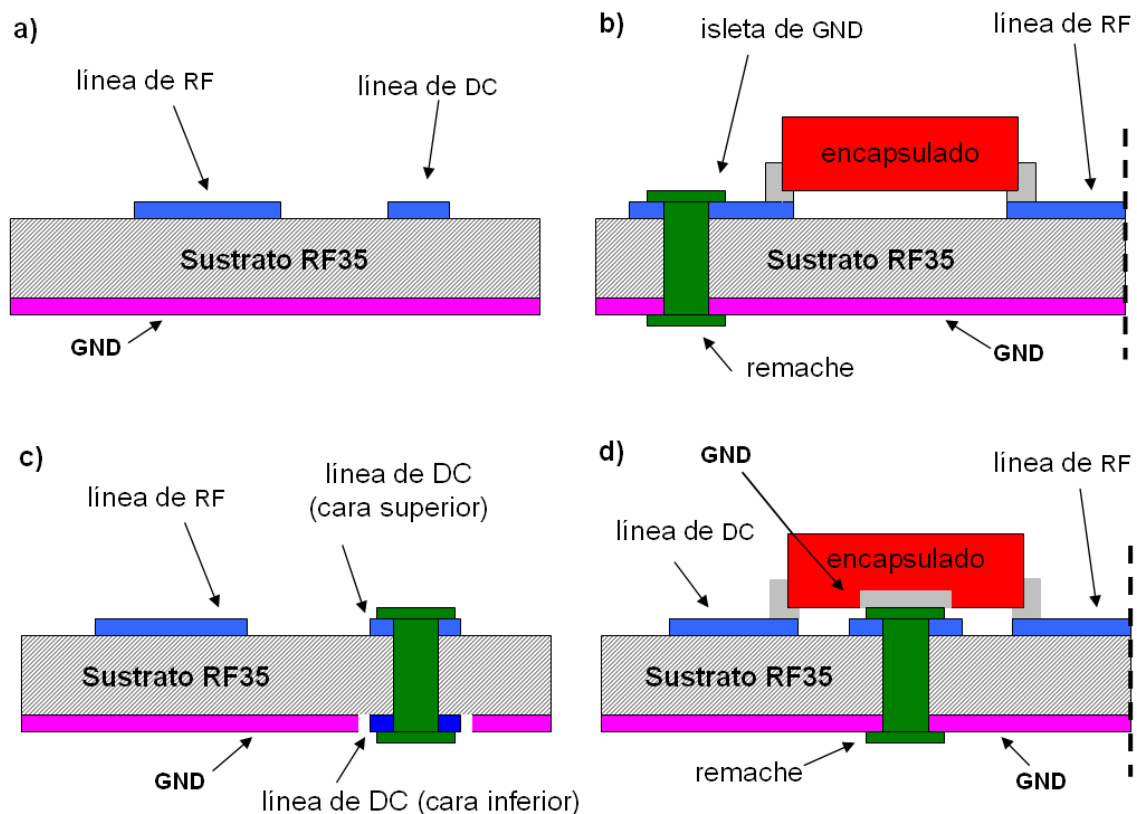 a)
línea de RF
línea de DC
Sustrato RF35
GND
b)
isleta de GND
línea de RF
encapsulado
Sustrato RF35
GND
remache
c)
línea de RF
línea de DC
(cara superior)
Sustrato RF35
GND
línea de DC (cara inferior)
d)
GND
línea de RF
línea de DC
encapsulado
Sustrato RF35
remache
GND